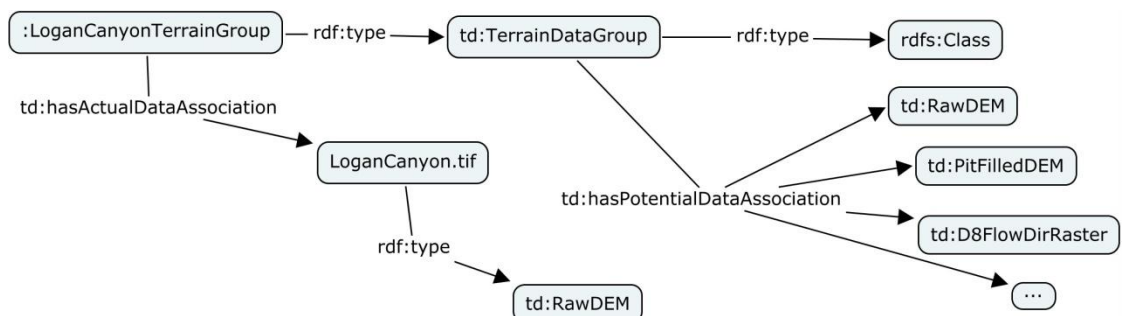 :LoganCanyonTerrainGroup
rdf:type
td:TerrainDataGroup
rdf:type
rdfs:Class
td:hasActualDataAssociation
td:RawDEM
LoganCanyon.tif
td:PitFilledDEM
td:hasPotentialDataAssociation
td:D8FlowDirRaster
rdf:type
...
td:RawDEM